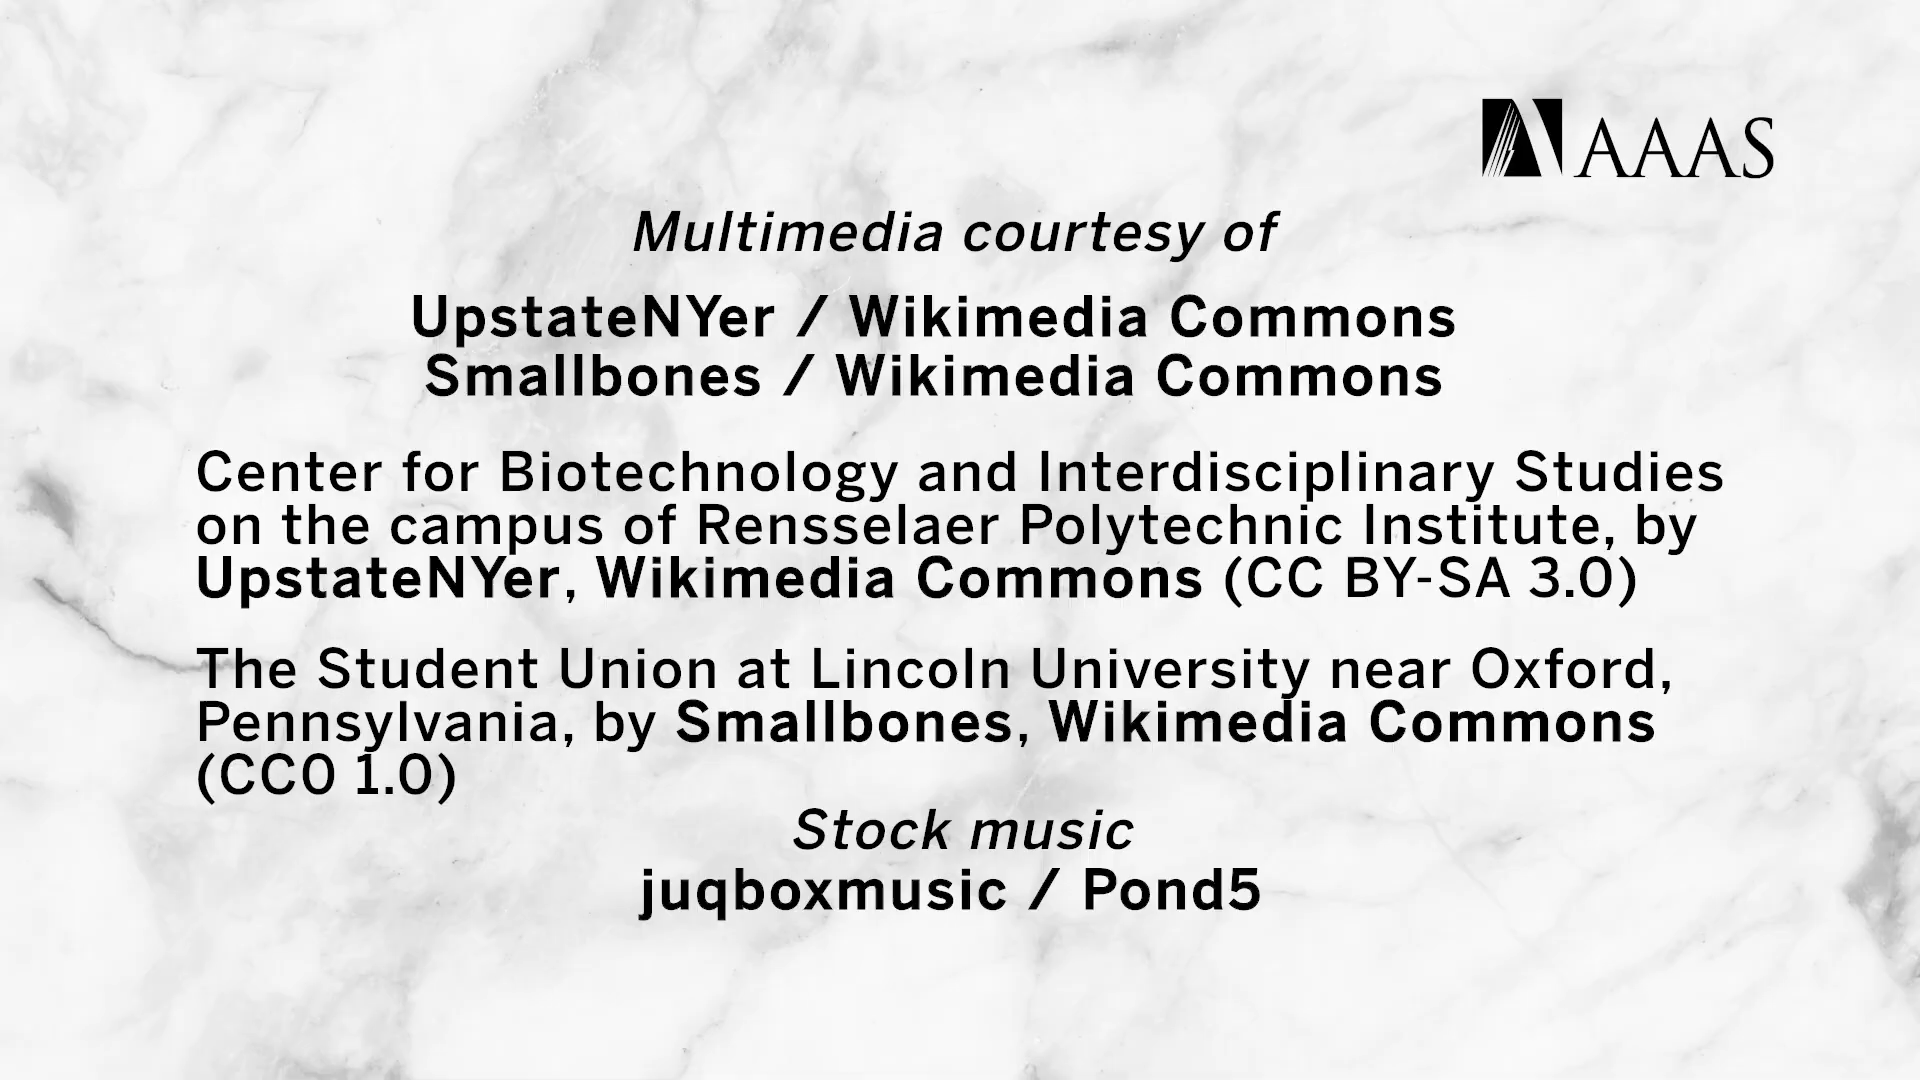 AAAS
Multimedia courtesy of
UpstateNYer / Wikimedia Commons
Smallbones / Wikimedia Commons
Center for Biotechnology and Interdisciplinary Studies
on the campus of Rensselaer Polytechnic Institute, by
UpstateNYer, Wikimedia Commons (CC BY-SA 3.0)
The Student Union at Lincoln University near Oxford,
Pennsylvania, by Smallbones, Wikimedia Commons
(CC0 1.0)
Stock music
juqboxmusic / Pond5